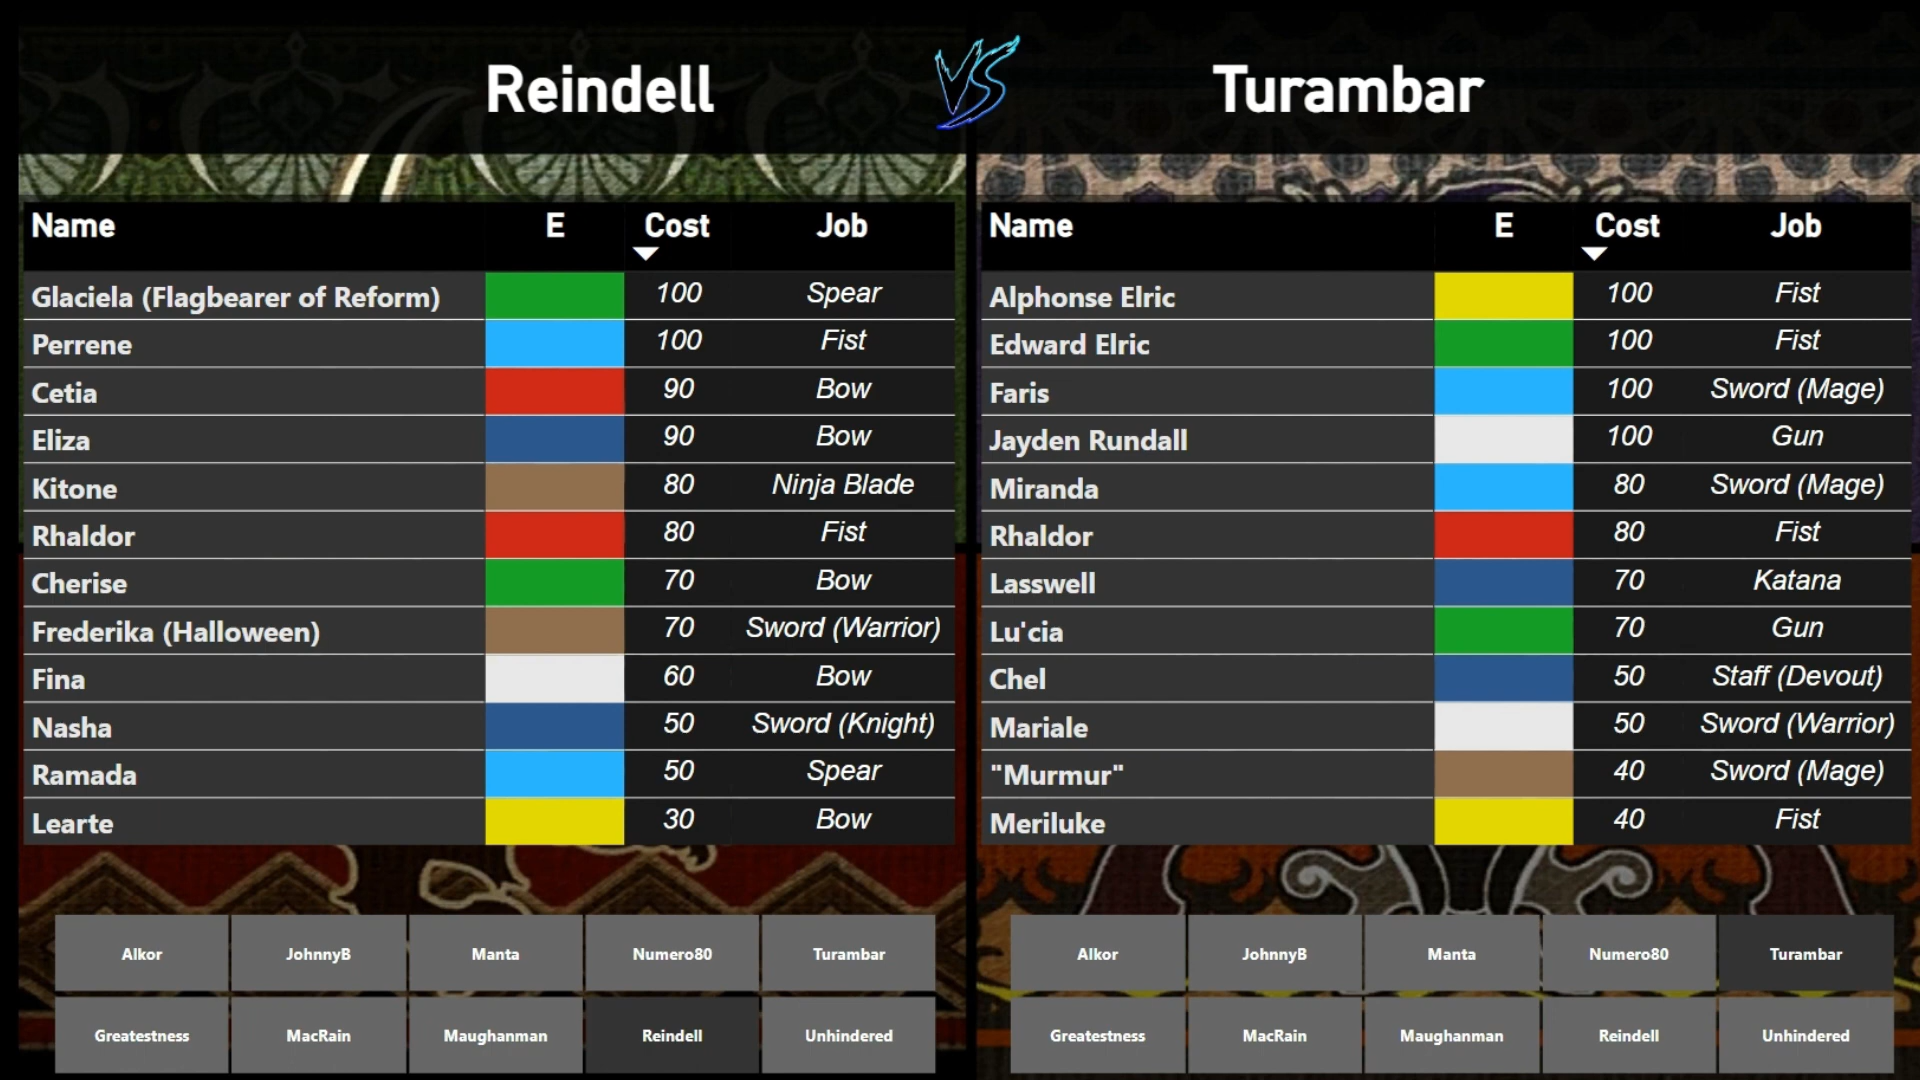 Reindell VS Turambar
Name E Cost Job
Glaciela (Flagbearer of Reform) 100 Spear
Perrene 100 Fist
Cetia 90 Bow
Eliza 90 Bow
Kitone 80 Ninja Blade
Rhaldor 80 Fist
Cherise 70 Bow
Frederika (Halloween) 70 Sword (Warrior)
Fina 60 Bow
Nasha 50 Sword (Knight)
Ramada 50 Spear
Learte 30 Bow
Name E Cost Job
Alphonse Elric 100 Fist
Edward Elric 100 Fist
Faris 100 Sword (Mage)
Jayden Rundall 100 Gun
Miranda 80 Sword (Mage)
Rhaldor 80 Fist
Lasswell 70 Katana
Lu'cia 70 Gun
Chel 50 Staff (Devout)
Mariale 50 Sword (Warrior)
"Murmur" 40 Sword (Mage)
Meriluke 40 Fist
Alkor JohnnyB Manta Numero80 Turambar
Greatestness MacRain Maughanman Reindell Unhindered
Alkor JohnnyB Manta Numero80 Turambar
Greatestness MacRain Maughanman Reindell Unhindered